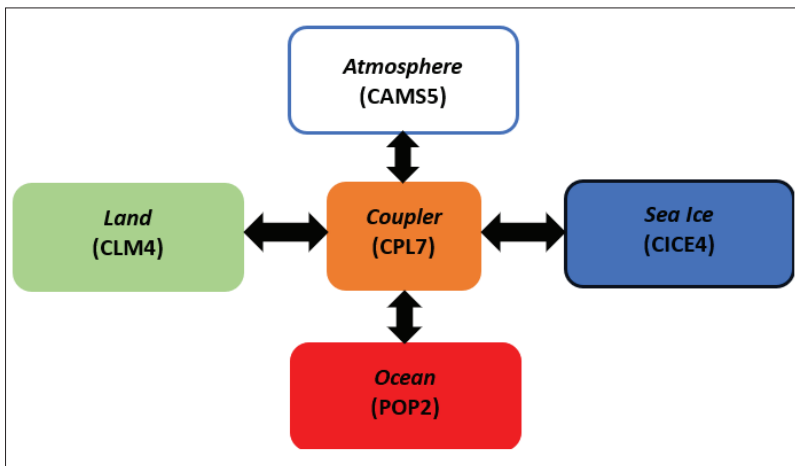 Atmosphere
(CAMS5)
Land
(CLM4)
Coupler
(CPL7)
Sea Ice
(CICE4)
Ocean
(POP2)